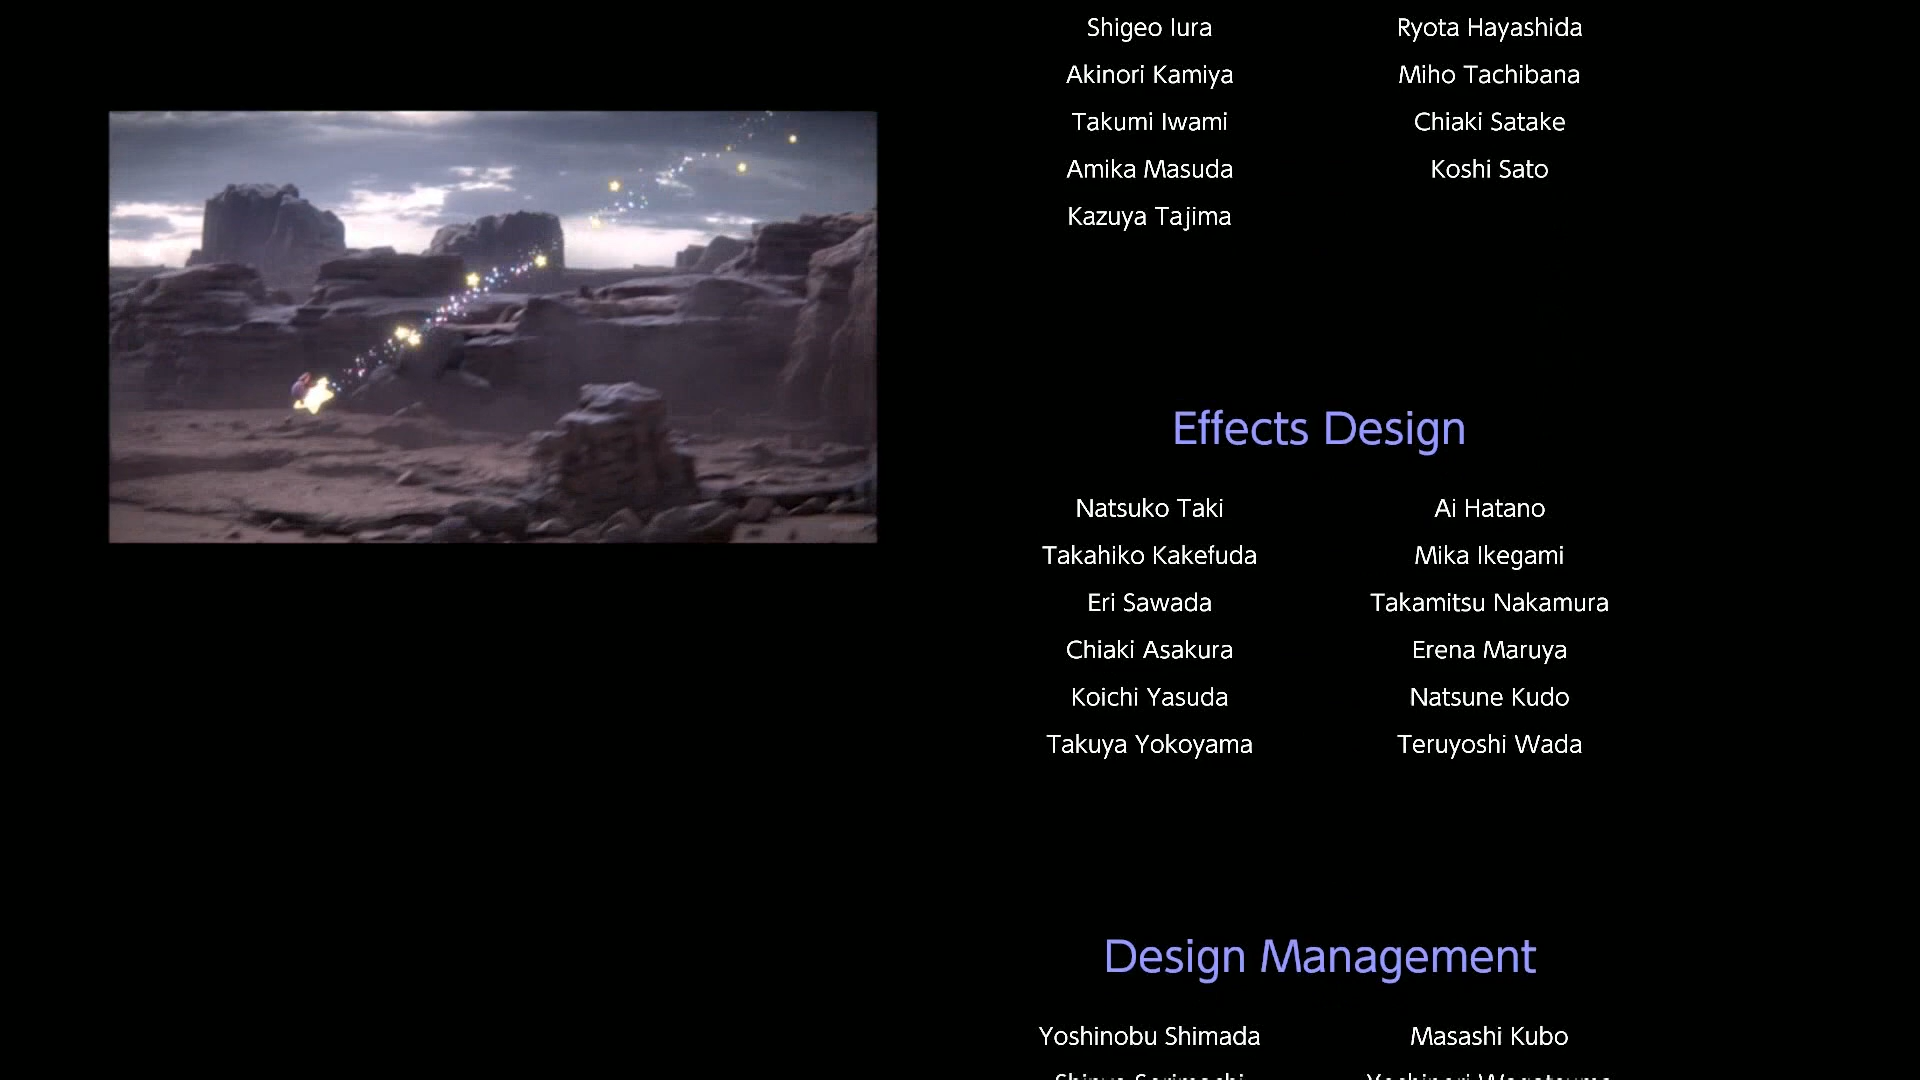 Shigeo Iura Ryota Hayashida
Akinori Kamiya Miho Tachibana
Takumi Iwami Chiaki Satake
Amika Masuda Koshi Sato
Kazuya Tajima
Effects Design
Natsuko Taki Ai Hatano
Takahiko Kakefuda Mika Ikegami
Eri Sawada Takamitsu Nakamura
Chiaki Asakura Erena Maruya
Koichi Yasuda Natsune Kudo
Takuya Yokoyama Teruyoshi Wada
Design Management
Yoshinobu Shimada Masashi Kubo